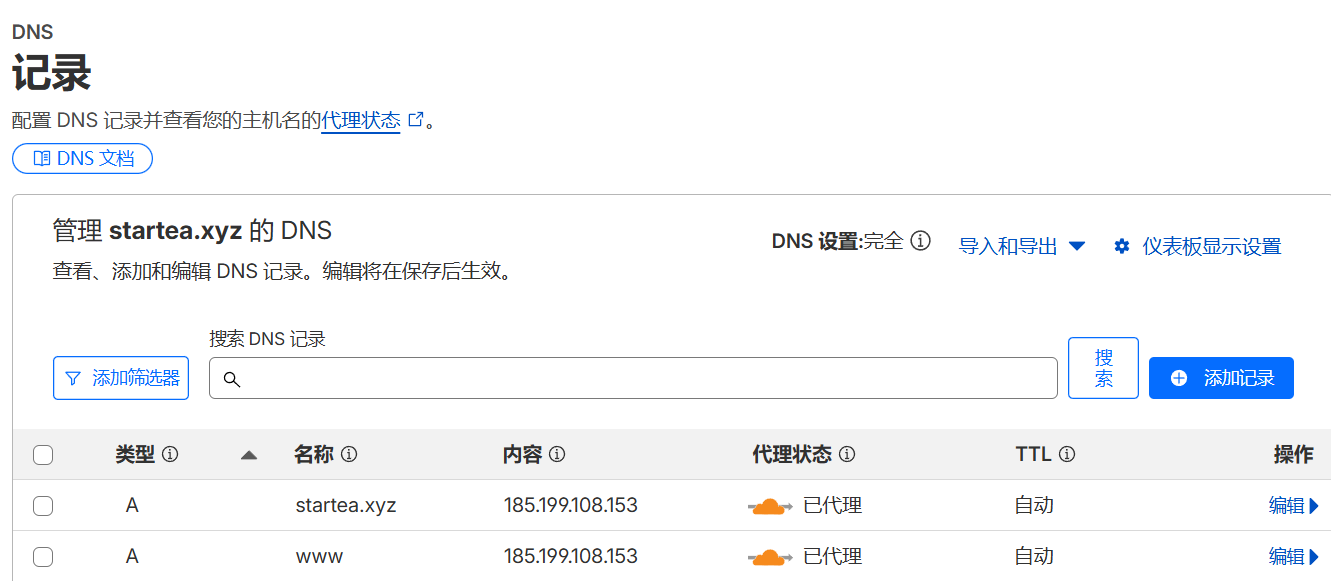 DNS
记录
配置 DNS 记录并查看您的主机名的代理状态。
DNS 文档
管理 startea.xyz 的 DNS
DNS 设置:完全
导入和导出
仪表板显示设置
查看、添加和编辑 DNS 记录。编辑将在保存后生效。
搜索 DNS 记录
添加筛选器
搜
索
添加记录
类型 名称 内容 代理状态 TTL 操作
A startea.xyz 185.199.108.153 已代理 自动 编辑
A www 185.199.108.153 已代理 自动 编辑